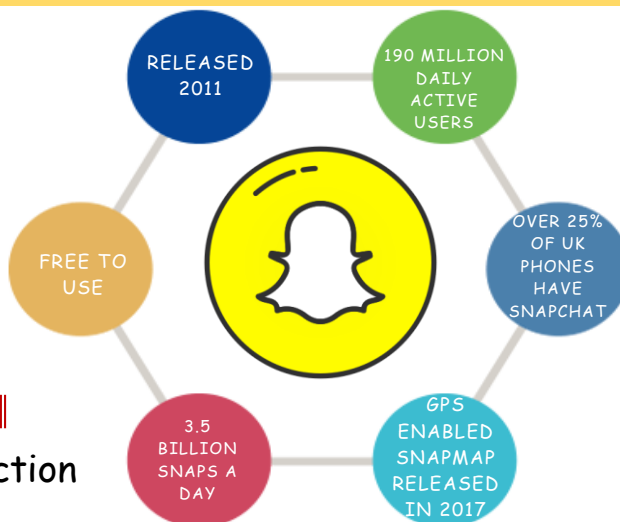 RELEASED
2011
190 MILLION
DAILY
ACTIVE
USERS
FREE TO
USE
OVER 25%
OF UK
PHONES
HAVE
SNAPCHAT
3.5
BILLION
SNAPS A
DAY
GPS
ENABLED
SNAPMAP
RELEASED
IN 2017